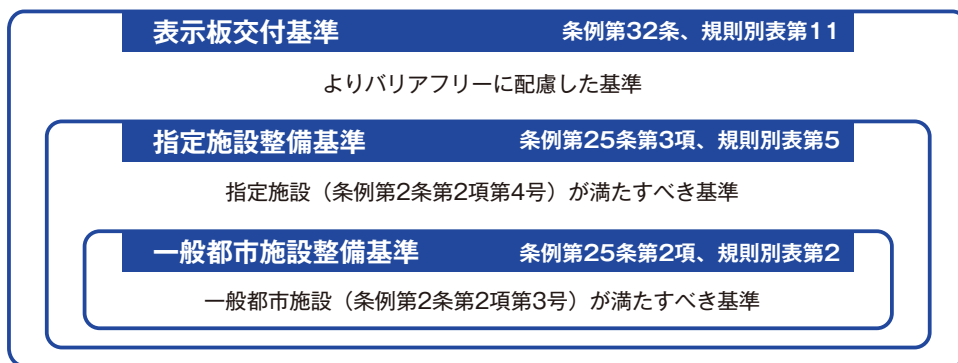 表示板交付基準 条例第32条、規則別表第11
よりバリアフリーに配慮した基準
指定施設整備基準 条例第25条第3項、規則別表第5
指定施設（条例第2条第2項第4号）が満たすべき基準
一般都市施設整備基準 条例第25条第2項、規則別表第2
一般都市施設（条例第2条第2項第3号）が満たすべき基準